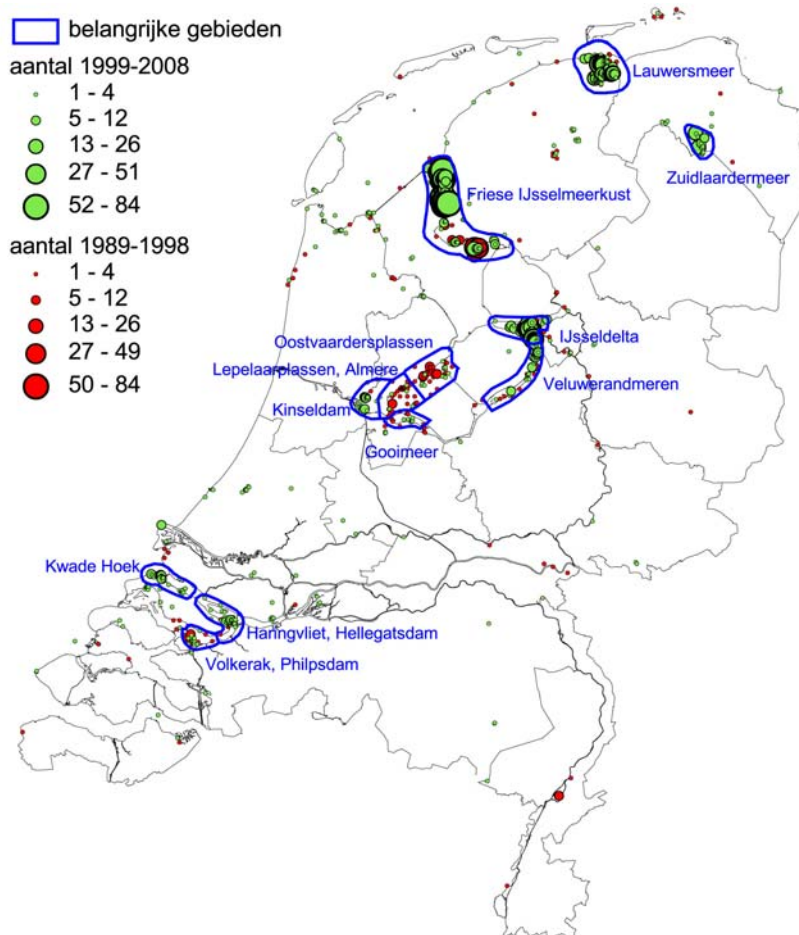 belangrijke gebieden
aantal 1999-2008
1 - 4
5 - 12
13 - 26
27 - 51
52 - 84
aantal 1989-1998
1 - 4
5 - 12
13 - 26
27 - 49
50 - 84
Lauwersmeer
Zuidlaardermeer
Friese IJsselmeerkust
Oostvaardersplassen
IJsseldelta
Lepelaarplassen, Almere
Veluwerandmeren
Kinseldam
Gooimeer
Kwade Hoek
Haringvliet, Hellegatsdam
Volkerak, Philpsdam